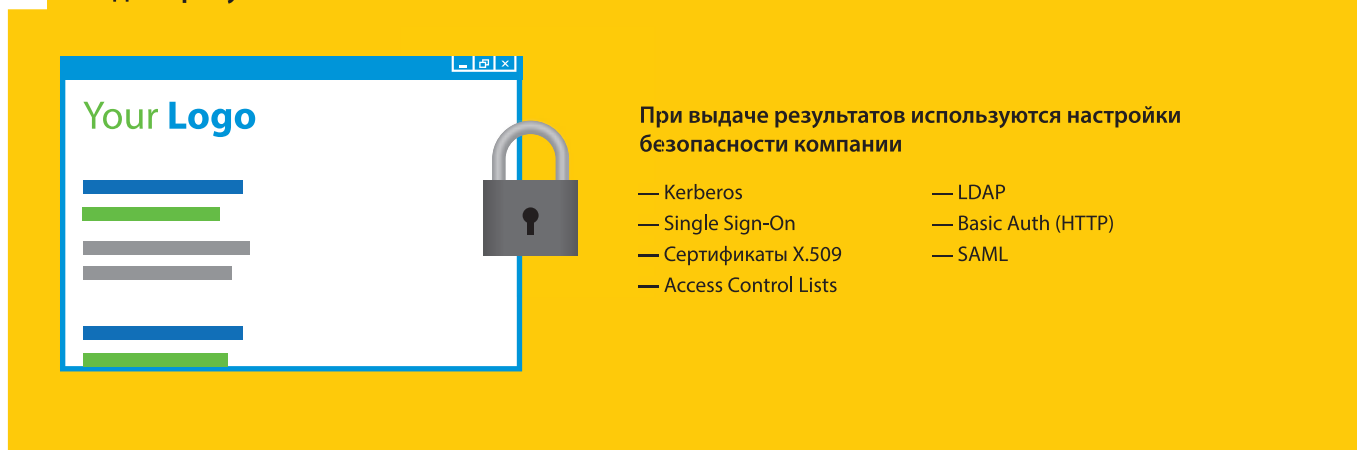 Your Logo
При выдаче результатов используются настройки
безопасности компании
— Kerberos
— Single Sign-On
— Сертификаты X.509
— Access Control Lists
— LDAP
— Basic Auth (HTTP)
— SAML